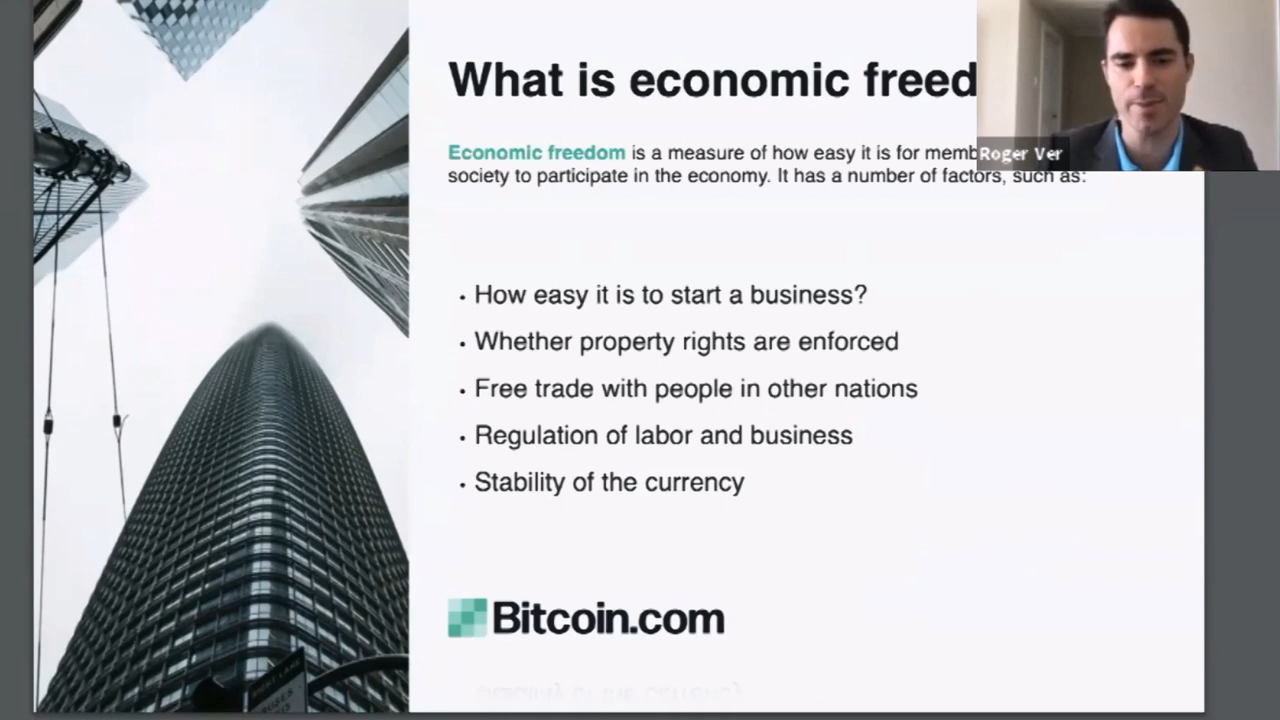 What is economic freed
Roger Ver
Economic freedom is a measure of how easy it is for memb
society to participate in the economy. It has a number of factors, such as:
• How easy it is to start a business?
• Whether property rights are enforced
• Free trade with people in other nations
• Regulation of labor and business
• Stability of the currency
Bitcoin.com